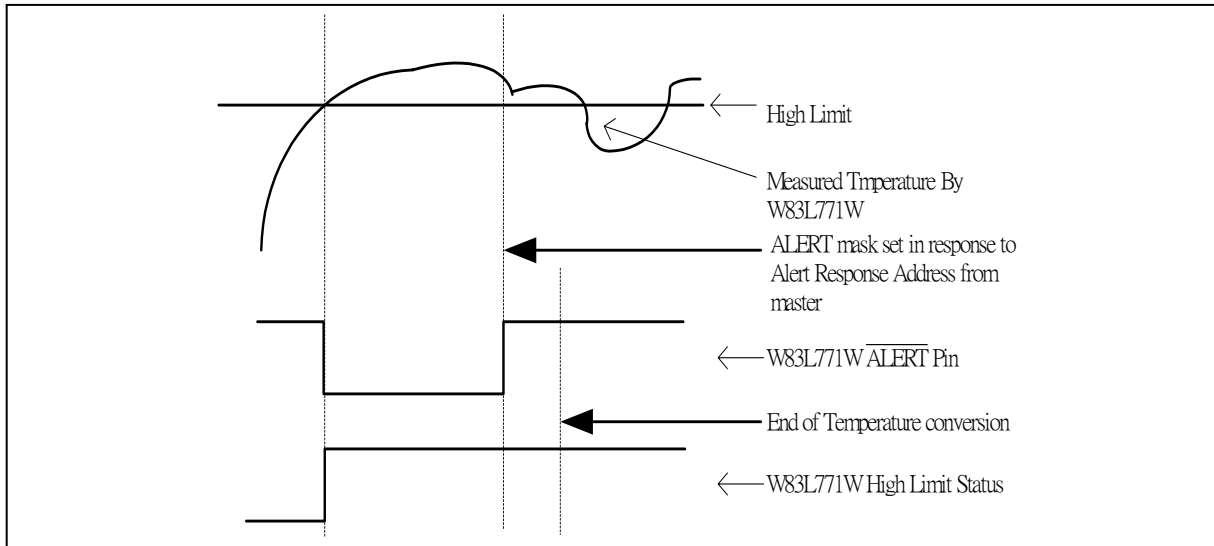 High Limit
Measured Tmperature By
W83L771W
ALERT mask set in response to
Alert Response Address from
master
W83L771W ALERT Pin
End of Temperature conversion
W83L771W High Limit Status